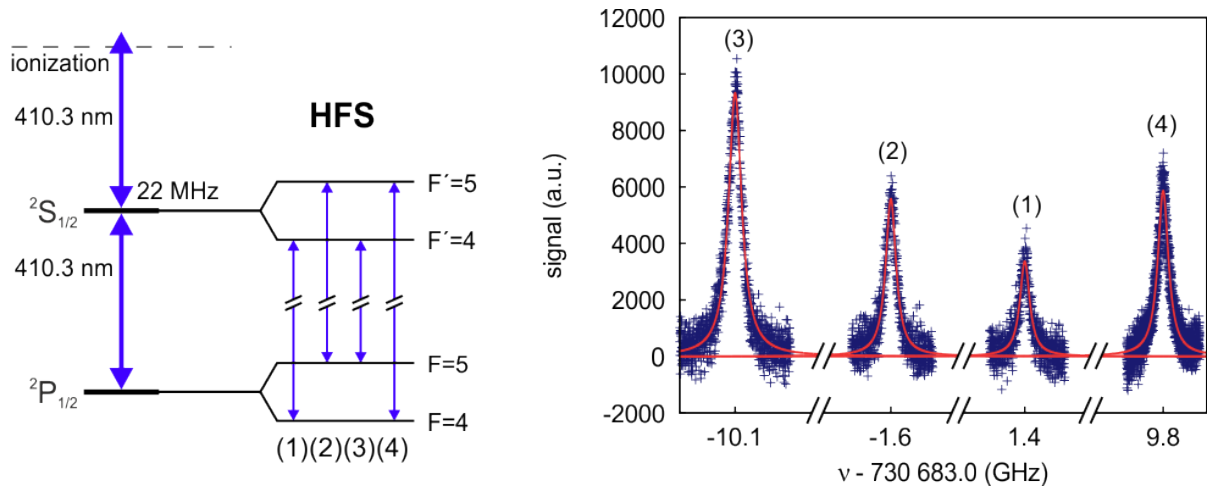 ionization
410.3 nm
HFS
22 MHz
²S₁/₂
F´=5
F´=4
410.3 nm
²P₁/₂
F=5
F=4
(1)(2)(3)(4)
signal (a.u.)
12000
10000
8000
6000
4000
2000
0
-2000
(3)
(2)
(1)
(4)
-10.1 -1.6 1.4 9.8
ν - 730 683.0 (GHz)